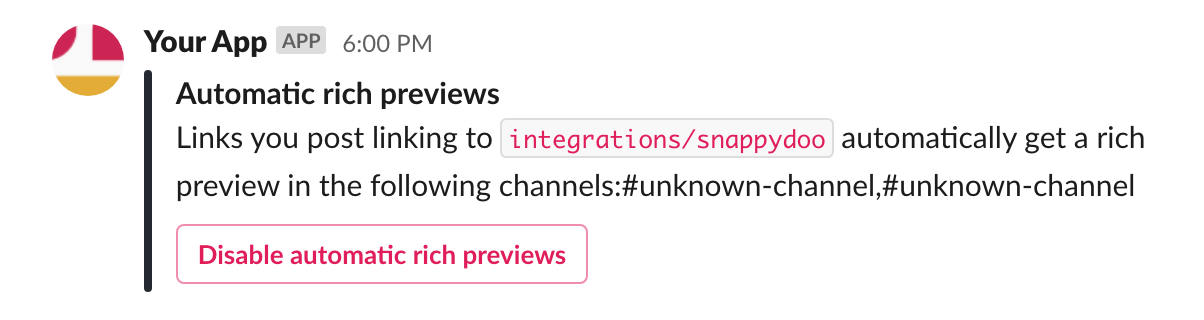 Your App APP 6:00 PM
Automatic rich previews
Links you post linking to integrations/snappydoo automatically get a rich
preview in the following channels:#unknown-channel,#unknown-channel
Disable automatic rich previews